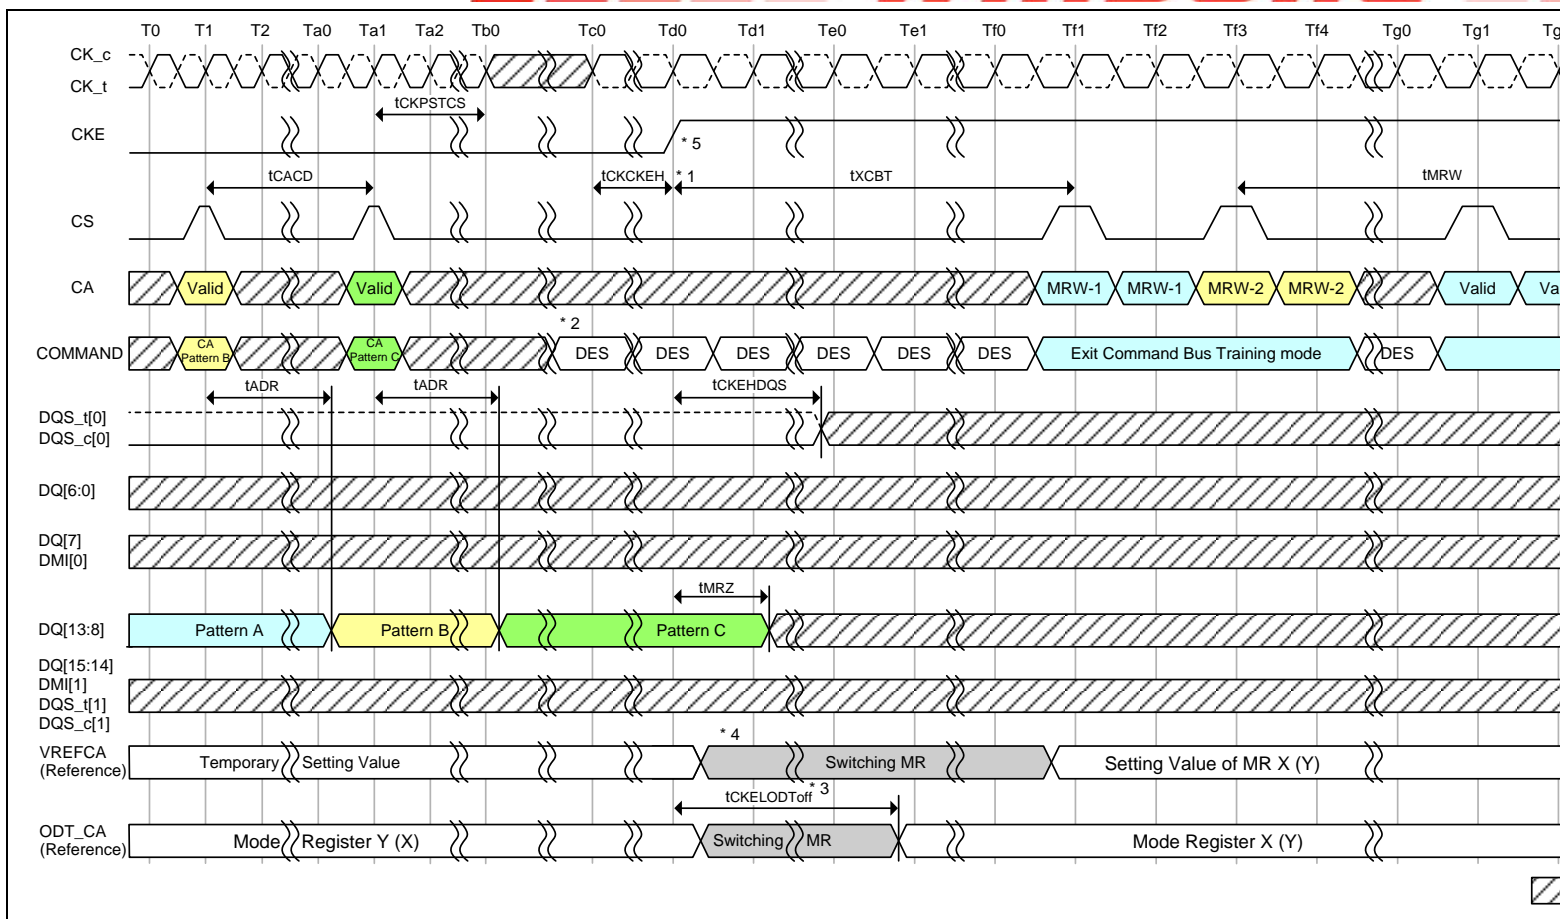 T0 T1 T2 Ta0 Ta1 Ta2 Tb0 Tc0 Td0 Td1 Te0 Te1 Tf0 Tf1 Tf2 Tf3 Tf4 Tg0 Tg1 Tg
CK_c
CK_t
tCKPSTCS
CKE
* 5
tCACD tCKCKEH * 1 tXCBT tMRW
CS
CA Valid Valid MRW-1 MRW-1 MRW-2 MRW-2 Valid Va
* 2
COMMAND CA Pattern B CA Pattern C DES DES DES DES DES DES Exit Command Bus Training mode DES
tADR tADR tCKEHDQS
DQS_t[0]
DQS_c[0]
DQ[6:0]
DQ[7]
DMI[0]
tMRZ
DQ[13:8] Pattern A Pattern B Pattern C
DQ[15:14]
DMI[1]
DQS_t[1]
DQS_c[1]
* 4
VREFCA
(Reference) Temporary Setting Value Switching MR Setting Value of MR X (Y)
tCKELODToff * 3
ODT_CA
(Reference) Mode Register Y (X) Switching MR Mode Register X (Y)